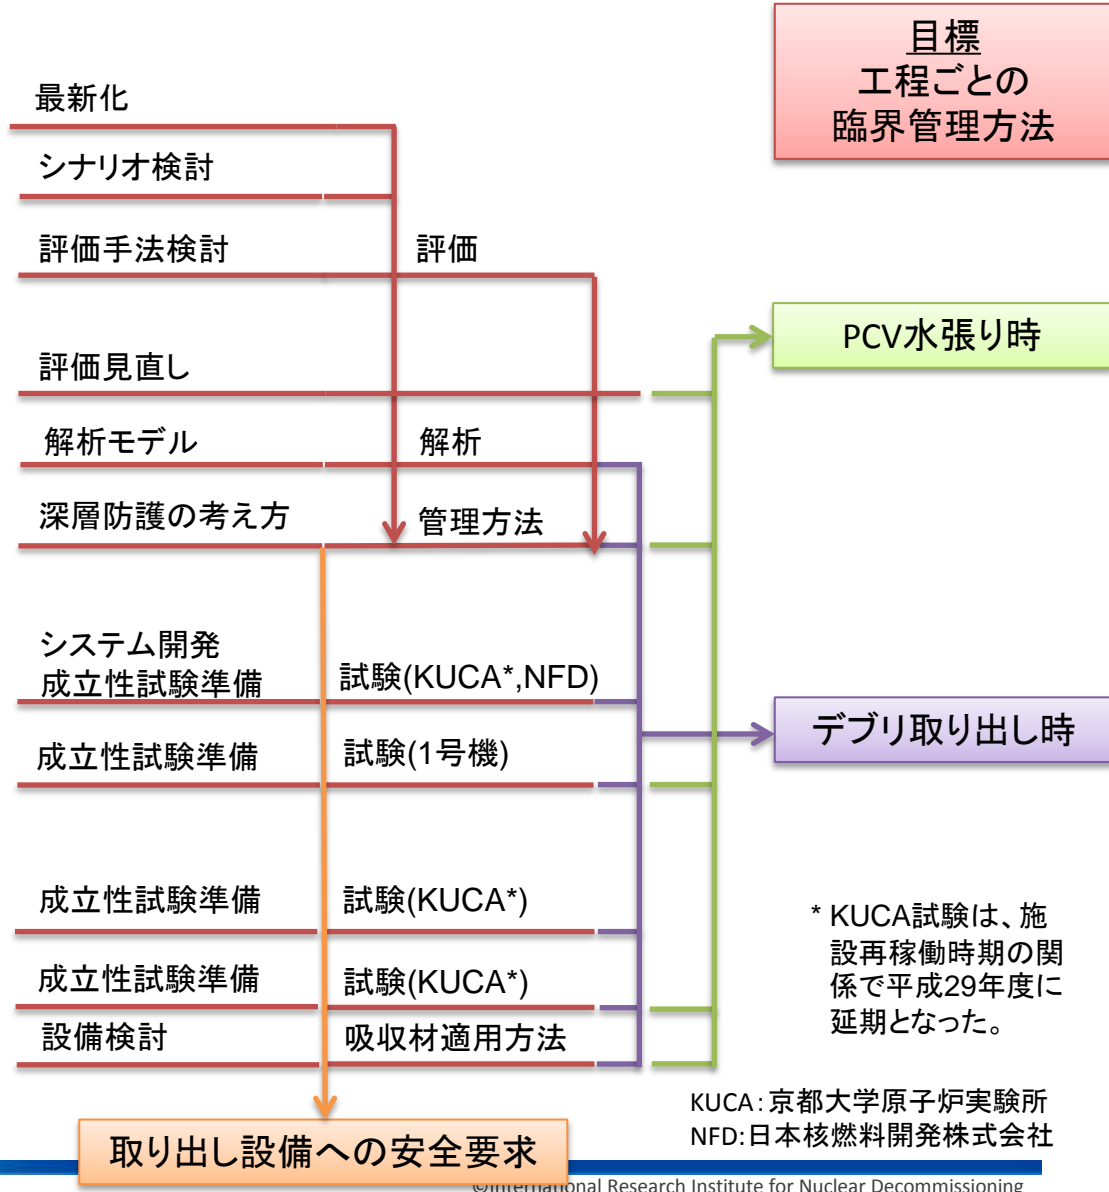 目標
工程ごとの
臨界管理方法
最新化
シナリオ検討
評価手法検討 評価
PCV水張り時
評価見直し
解析モデル 解析
深層防護の考え方 管理方法
システム開発
成立性試験準備 試験(KUCA*,NFD)
デブリ取り出し時
成立性試験準備 試験(1号機)
成立性試験準備 試験(KUCA*)
成立性試験準備 試験(KUCA*)
設備検討 吸収材適用方法
* KUCA試験は、施
設再稼働時期の関
係で平成29年度に
延期となった。
KUCA:京都大学原子炉実験所
NFD:日本核燃料開発株式会社
取り出し設備への安全要求
©International Research Institute for Nuclear Decommissioning